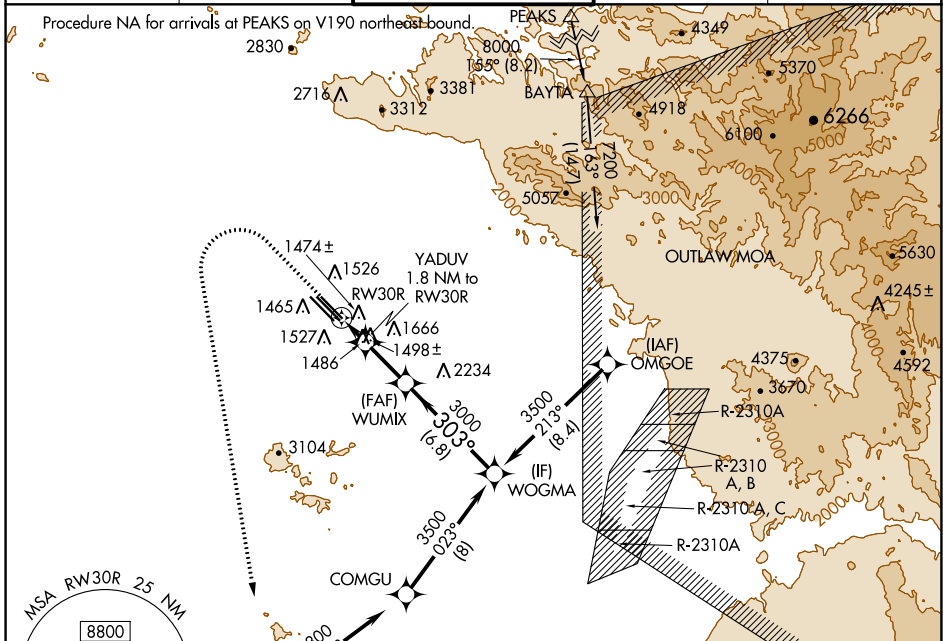 Procedure NA for arrivals at PEAKS on V190 northeast bound.
PEAKS
4349
2830
8000
155° (8.2)
5370
3381
2716
3312
BAYTA
4918
6266
6100
5000
7200
163°
(14.7)
5057
3000
2000
OUTLAW MOA
5630
1474±
1526
YADUV
1.8 NM to
RW30R
RW30R
1465
4245±
1527
1666
1486
1498±
2234
(IAF)
OMGOE
4375
4592
3670
(FAF)
WUMIX
3000
303°
(6.8)
3500
213°
(8.4)
R-2310A
3104
(IF)
WOGMA
R-2310
A, B
R-2310 A, C
R-2310A
3500
023°
(8)
COMGU
MSA RW30R 25 NM
8800
2000